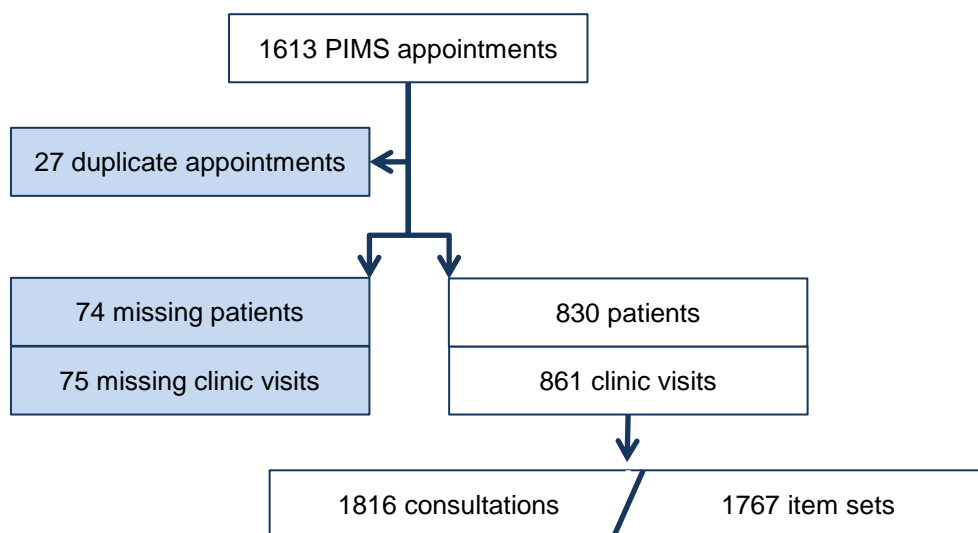 1613 PIMS appointments
27 duplicate appointments
74 missing patients
75 missing clinic visits
830 patients
861 clinic visits
1816 consultations
1767 item sets